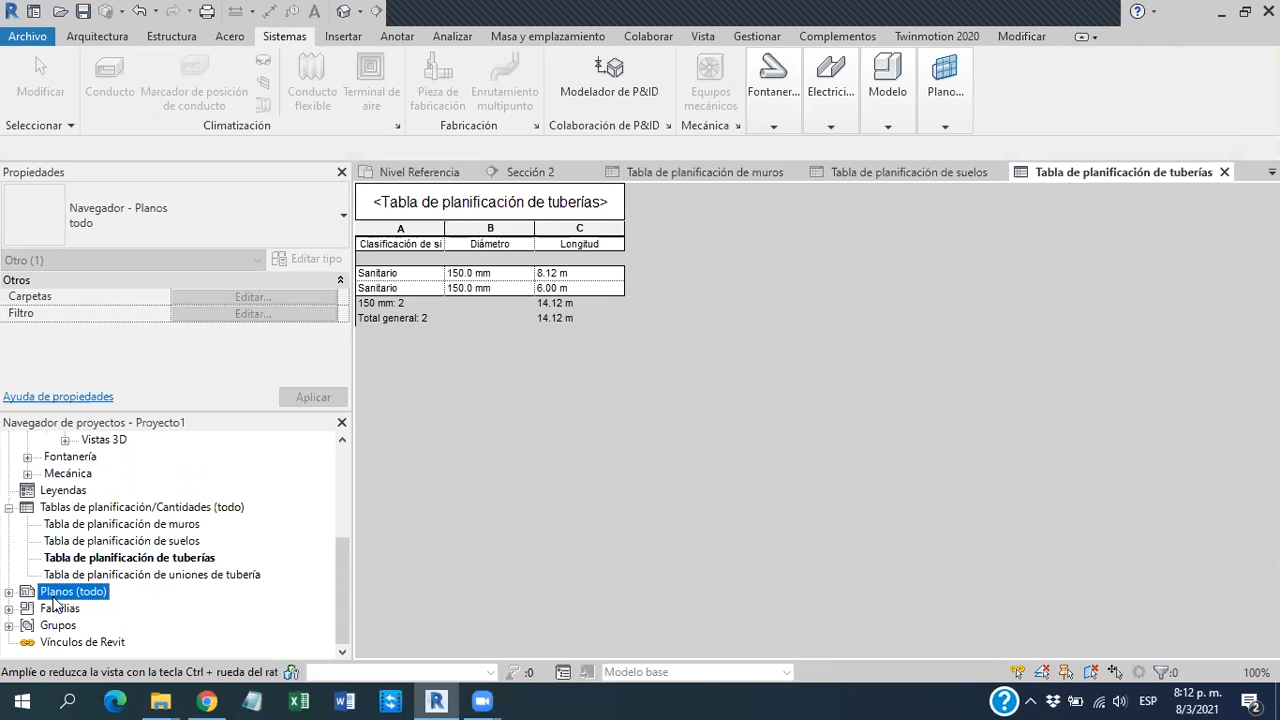 Archivo Arquitectura Estructura Acero Sistemas Insertar Anotar Analizar Masa y emplazamiento Colaborar Vista Gestionar Complementos Twinmotion 2020 Modificar
Modificar Conducto Marcador de posición de conducto Conducto flexible Terminal de aire Pieza de fabricación Enrutamiento multipunto Modelador de P&ID Equipos mecánicos Fontaner... Electrici... Modelo Plano...
Seleccionar Climatización Fabricación Colaboración de P&ID Mecánica
Propiedades
Nivel Referencia Sección 2 Tabla de planificación de muros Tabla de planificación de suelos Tabla de planificación de tuberías
Navegador - Planos
todo
Otro (1) Editar tipo
Otros
Carpetas Editar...
Filtro Editar...
Ayuda de propiedades Aplicar
<Tabla de planificación de tuberías>
A B C
Clasificación de si Diámetro Longitud
Sanitario 150.0 mm 8.12 m
Sanitario 150.0 mm 6.00 m
150 mm: 2 14.12 m
Total general: 2 14.12 m
Navegador de proyectos - Proyecto1
Vistas 3D
Fontanería
Mecánica
Leyendas
Tablas de planificación/Cantidades (todo)
Tabla de planificación de muros
Tabla de planificación de suelos
Tabla de planificación de tuberías
Tabla de planificación de uniones de tubería
Planos (todo)
Familias
Grupos
Vínculos de Revit
Amplíe o reduzca la vista con la tecla Ctrl + rueda del rat :0 Modelo base :0 100%
ESP 8:12 p. m.
8/3/2021 2